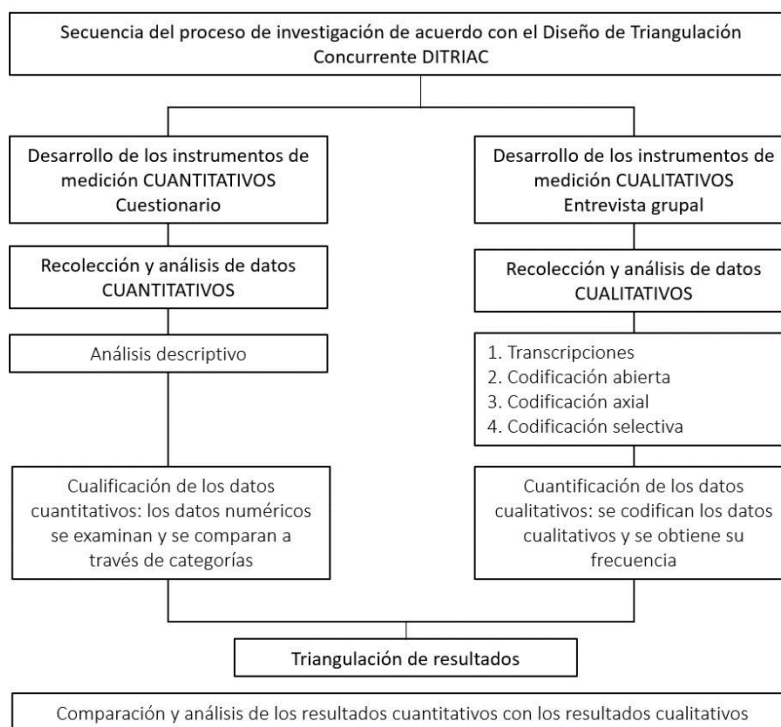 Secuencia del proceso de investigación de acuerdo con el Diseño de Triangulación
Concurrente DITRIAC
Desarrollo de los instrumentos de
medición CUANTITATIVOS
Cuestionario
Desarrollo de los instrumentos de
medición CUALITATIVOS
Entrevista grupal
Recolección y análisis de datos
CUANTITATIVOS
Recolección y análisis de datos
CUALITATIVOS
Análisis descriptivo
1. Transcripciones
2. Codificación abierta
3. Codificación axial
4. Codificación selectiva
Cualificación de los datos
cuantitativos: los datos numéricos
se examinan y se comparan a
través de categorías
Cuantificación de los datos
cualitativos: se codifican los datos
cualitativos y se obtiene su
frecuencia
Triangulación de resultados
Comparación y análisis de los resultados cuantitativos con los resultados cualitativos